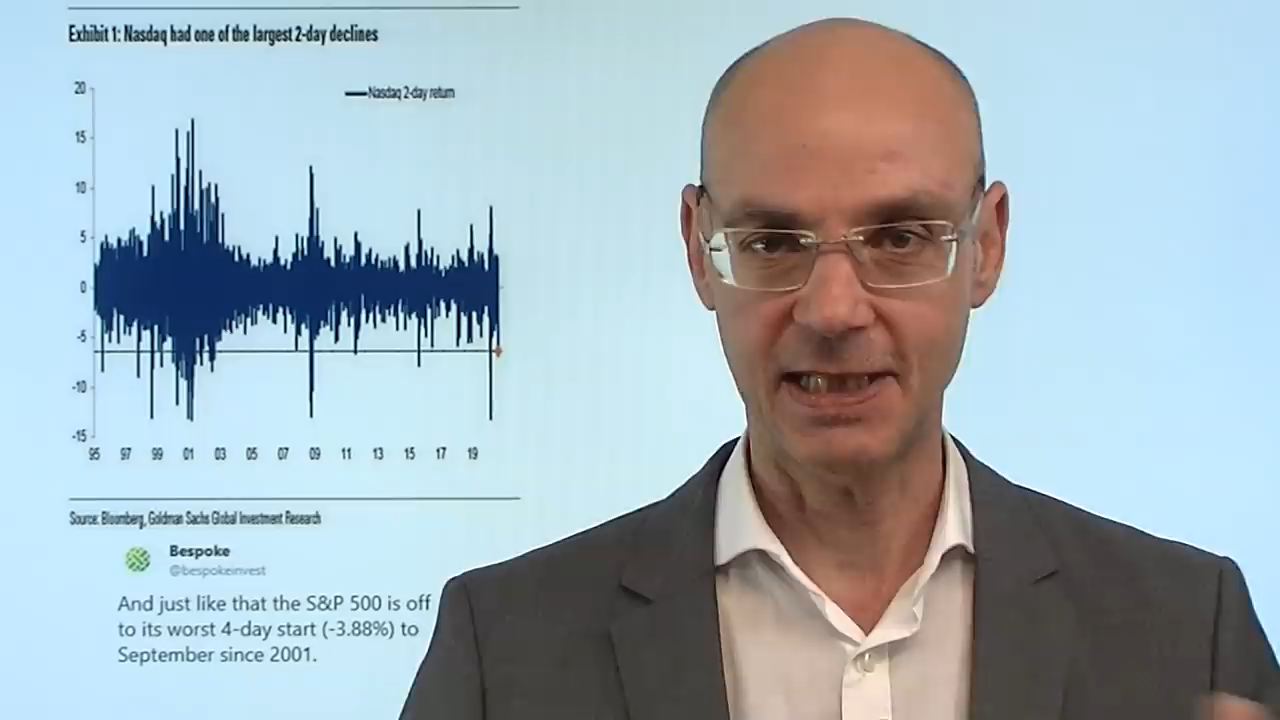 Exhibit 1: Nasdaq had one of the largest 2-day declines
Nasdaq 2-day return
20
15
10
5
0
-5
-10
-15
95 97 99 01 03 05 07 09 11 13 15 17 19
Source: Bloomberg, Goldman Sachs Global Investment Research
Bespoke
@bespokeinvest
And just like that the S&P 500 is off
to its worst 4-day start (-3.88%) to
September since 2001.